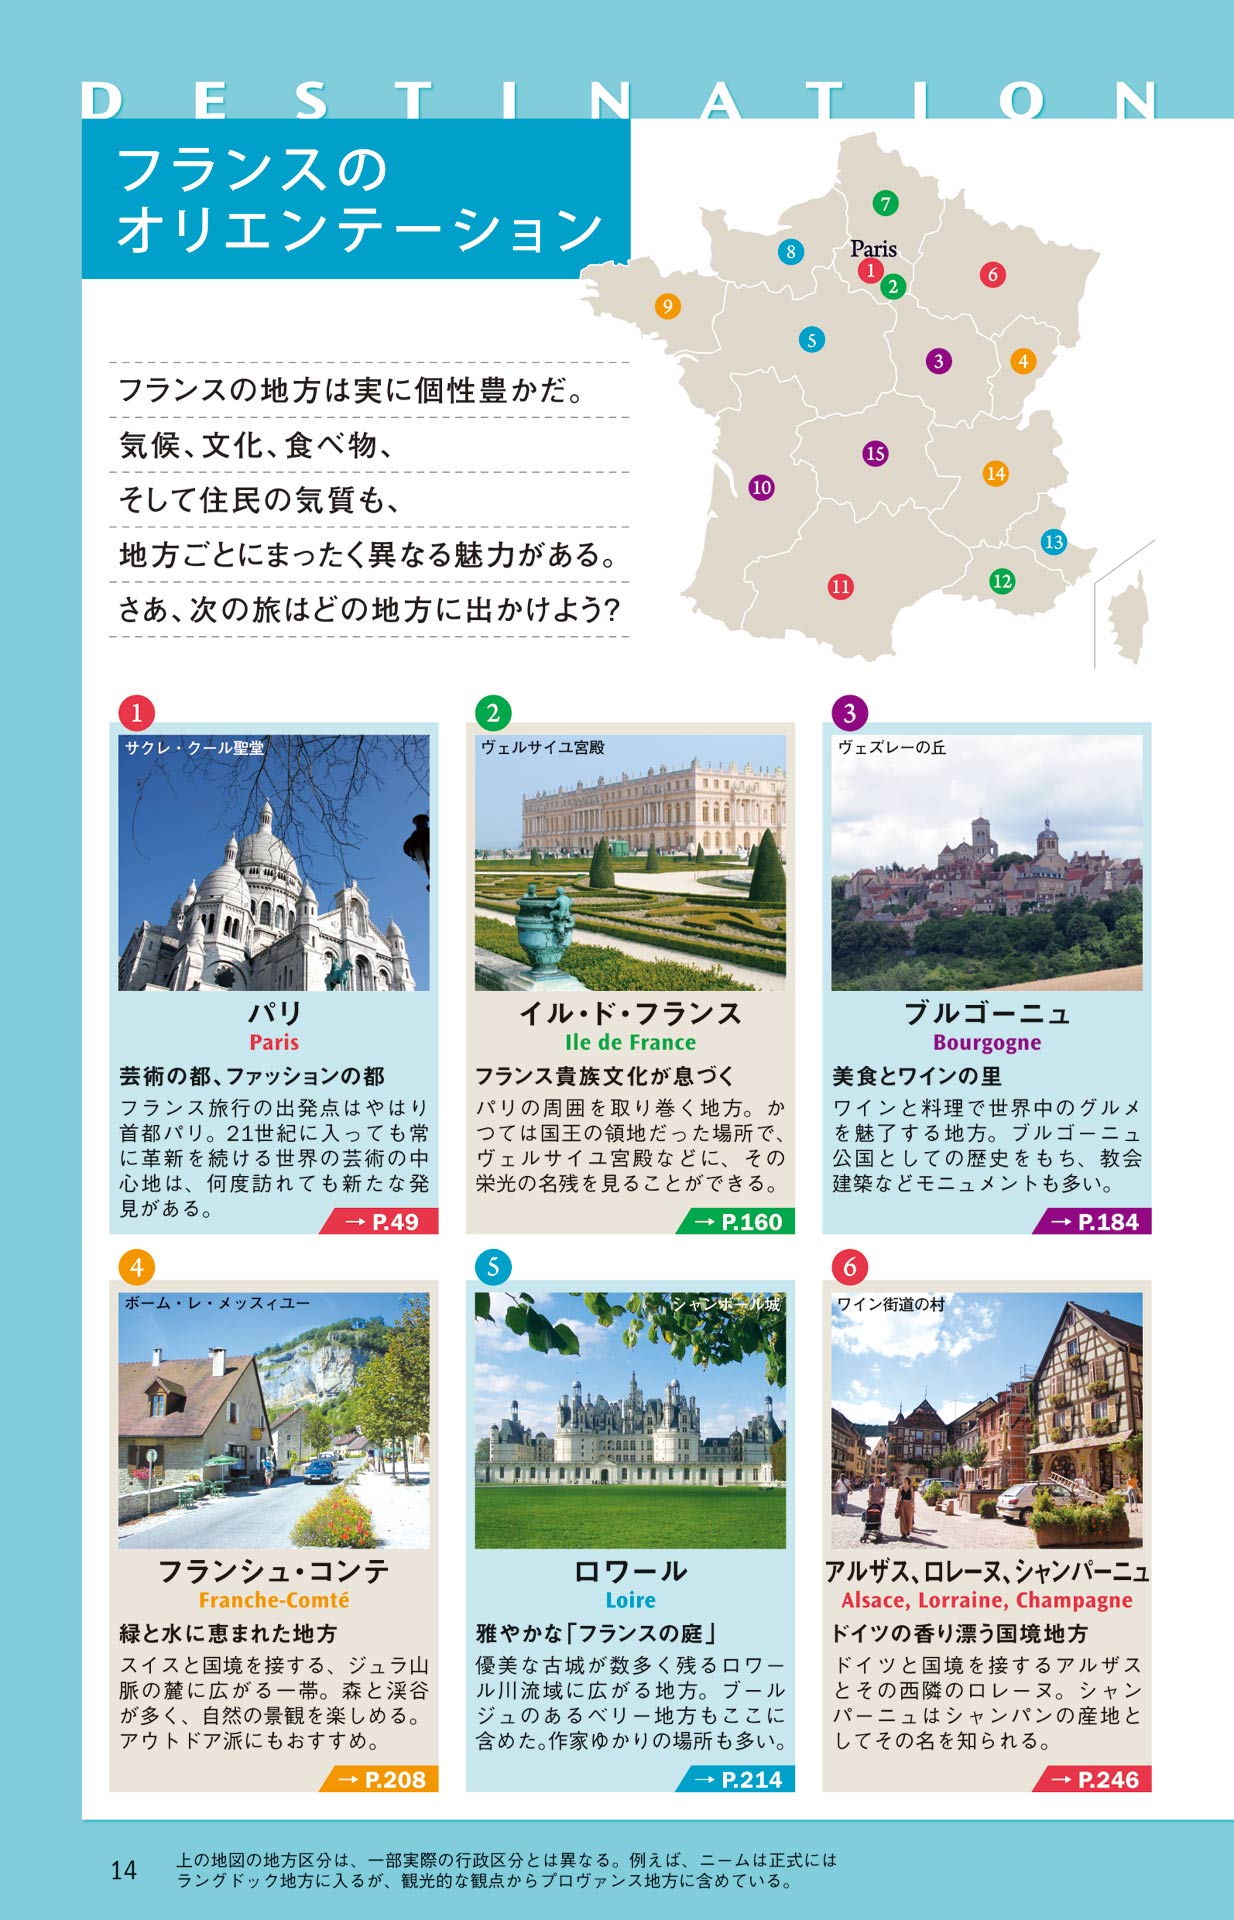 DESTINATION
フランスの
オリエンテーション
フランスの地方は実に個性豊かだ。
気候、文化、食べ物、
そして住民の気質も、
地方ごとにまったく異なる魅力がある。
さあ、次の旅はどの地方に出かけよう?
7
8
Paris
1
2
6
9
5
3
4
15
14
10
13
12
11
1
サクレ・クール聖堂
パリ
Paris
芸術の都、ファッションの都
フランス旅行の出発点はやはり
首都パリ。21世紀に入っても常
に革新を続ける世界の芸術の中
心地は、何度訪れても新たな発
見がある。
→ P.49
2
ヴェルサイユ宮殿
イル・ド・フランス
Ile de France
フランス貴族文化が息づく
パリの周囲を取り巻く地方。か
つては国王の領地だった場所で、
ヴェルサイユ宮殿などに、その
栄光の名残を見ることができる。
→ P.160
3
ヴェズレーの丘
ブルゴーニュ
Bourgogne
美食とワインの里
ワインと料理で世界中のグルメ
を魅了する地方。ブルゴーニュ
公国としての歴史をもち、教会
建築などモニュメントも多い。
→ P.184
4
ボーム・レ・メッスィユー
フランシュ・コンテ
Franche-Comté
緑と水に恵まれた地方
スイスと国境を接する、ジュラ山
脈の麓に広がる一帯。森と渓谷
が多く、自然の景観を楽しめる。
アウトドア派にもおすすめ。
→ P.208
5
シャンボール城
ロワール
Loire
雅やかな「フランスの庭」
優美な古城が数多く残るロワー
ル川流域に広がる地方。ブール
ジュのあるベリー地方もここに
含めた。作家ゆかりの場所も多い。
→ P.214
6
ワイン街道の村
アルザス、ロレーヌ、シャンパーニュ
Alsace, Lorraine, Champagne
ドイツの香り漂う国境地方
ドイツと国境を接するアルザス
とその西隣のロレーヌ。シャン
パーニュはシャンパンの産地と
してその名を知られる。
→ P.246
14
上の地図の地方区分は、一部実際の行政区分とは異なる。例えば、ニームは正式には
ラングドック地方に入るが、観光的な観点からプロヴァンス地方に含めている。